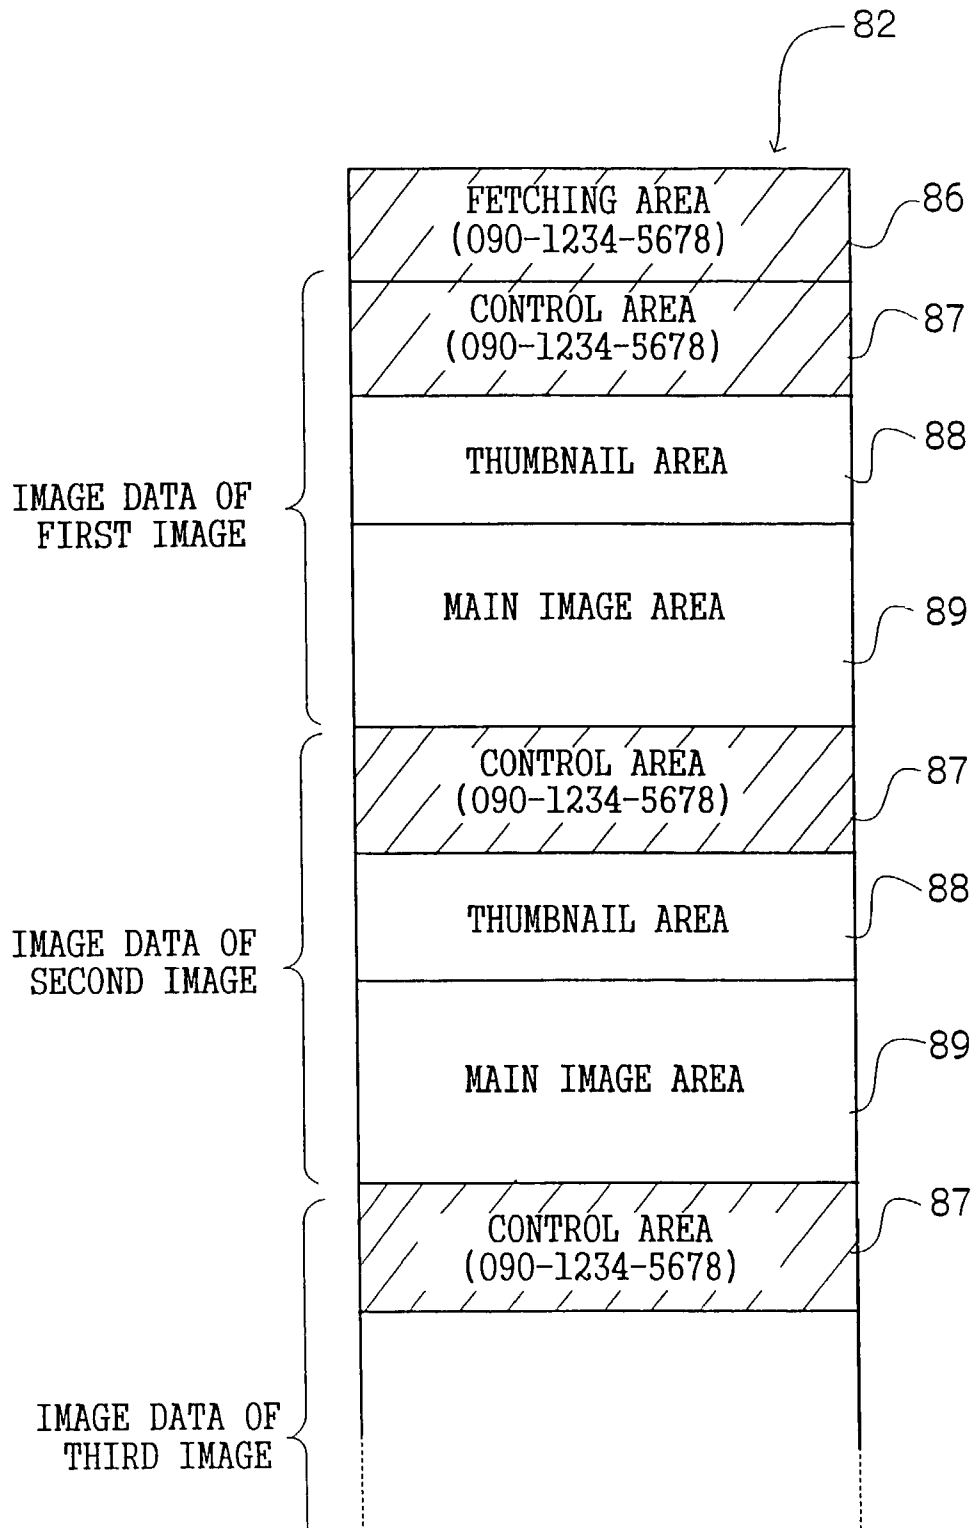 82
FETCHING AREA
(090-1234-5678)
86
CONTROL AREA
(090-1234-5678)
87
THUMBNAIL AREA
88
IMAGE DATA OF
FIRST IMAGE
MAIN IMAGE AREA
89
CONTROL AREA
(090-1234-5678)
87
THUMBNAIL AREA
88
IMAGE DATA OF
SECOND IMAGE
MAIN IMAGE AREA
89
CONTROL AREA
(090-1234-5678)
87
IMAGE DATA OF
THIRD IMAGE